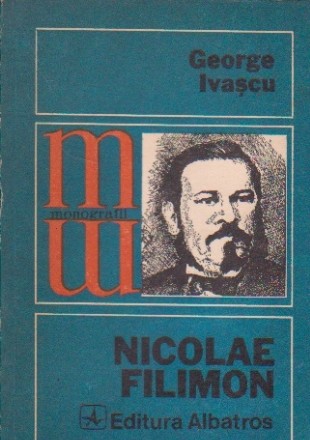 George
Ivașcu
m
monografii
m
NICOLAE
FILIMON
Editura Albatros